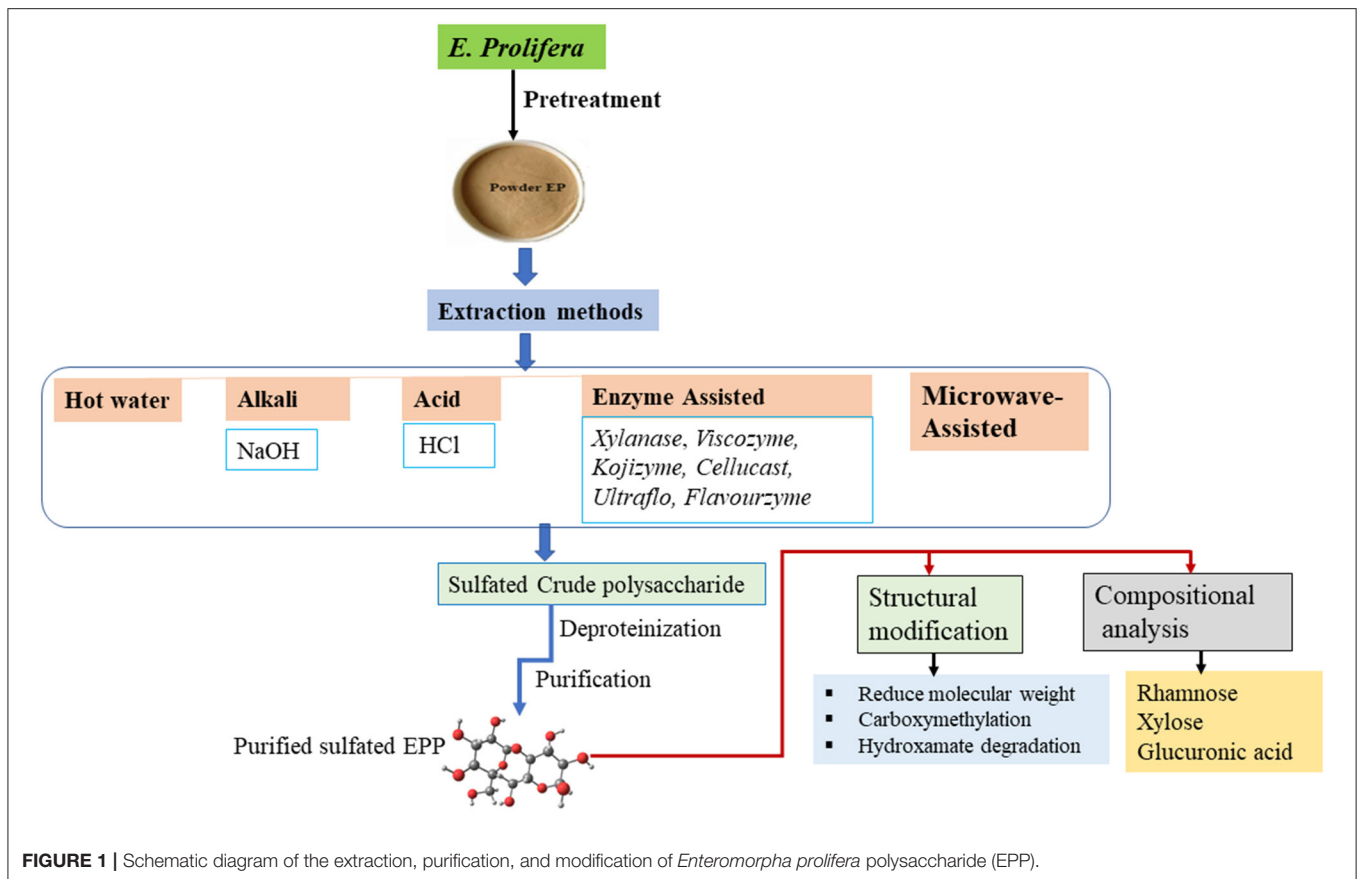 E. Prolifera
Pretreatment
Powder EP
Extraction methods
Hot water
Alkali
NaOH
Acid
HCl
Enzyme Assisted
Xylanase, Viscozyme,
Kojizyme, Cellucast,
Ultraflo, Flavourzyme
Microwave-
Assisted
Sulfated Crude polysaccharide
Deproteinization
Purification
Purified sulfated EPP
Structural
modification
▪ Reduce molecular weight
▪ Carboxymethylation
▪ Hydroxamate degradation
Compositional
analysis
Rhamnose
Xylose
Glucuronic acid
FIGURE 1 | Schematic diagram of the extraction, purification, and modification of Enteromorpha prolifera polysaccharide (EPP).